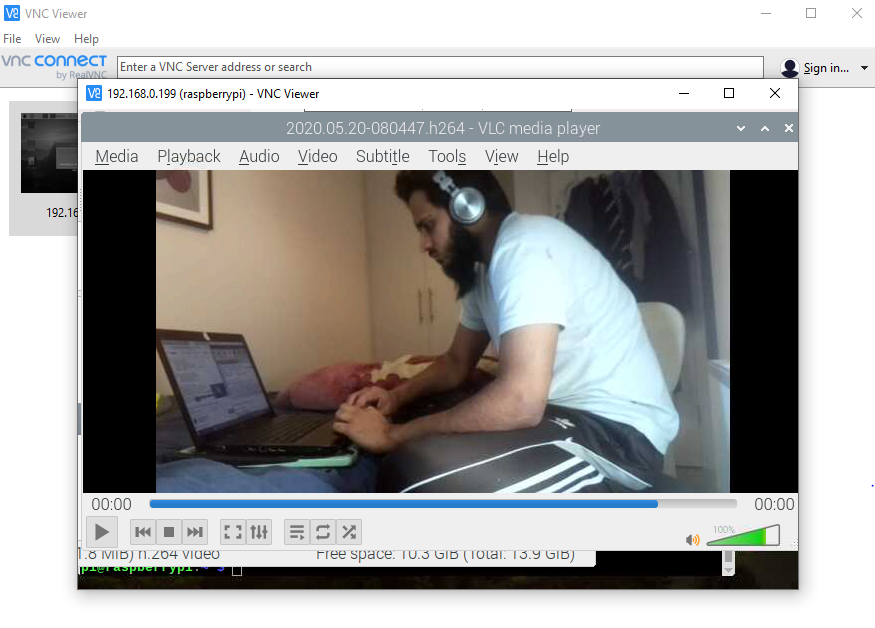 VNC Viewer
File View Help
vnc connect
by RealVNC
Enter a VNC Server address or search
Sign in...
192.168.0.199 (raspberrypi) - VNC Viewer
2020.05.20-080447.h264 - VLC media player
Media Playback Audio Video Subtitle Tools View Help
192.16
00:00
00:00
100%
1.8 MiB) h.264 video Free space: 10.3 GiB (Total: 13.9 GiB)
pi@raspberrypi:~ $